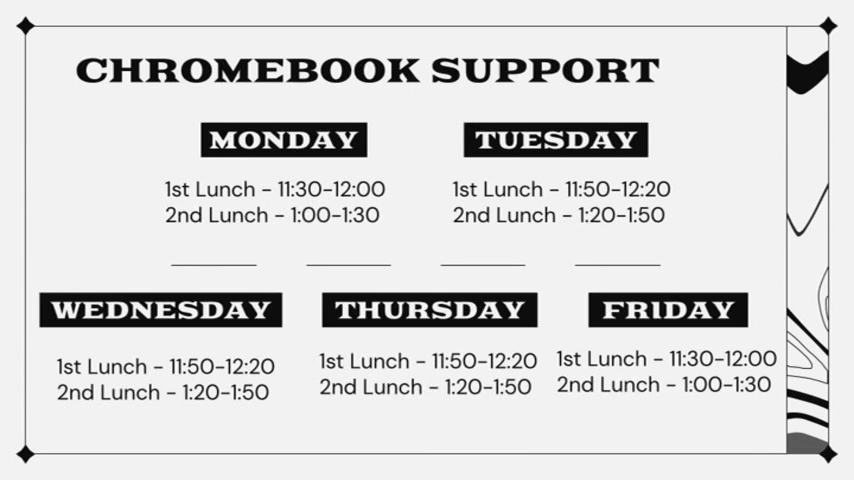 CHROMEBOOK SUPPORT
MONDAY
1st Lunch - 11:30-12:00
2nd Lunch - 1:00-1:30
TUESDAY
1st Lunch - 11:50-12:20
2nd Lunch - 1:20-1:50
WEDNESDAY
1st Lunch - 11:50-12:20
2nd Lunch - 1:20-1:50
THURSDAY
1st Lunch - 11:50-12:20
2nd Lunch - 1:20-1:50
FRIDAY
1st Lunch - 11:30-12:00
2nd Lunch - 1:00-1:30